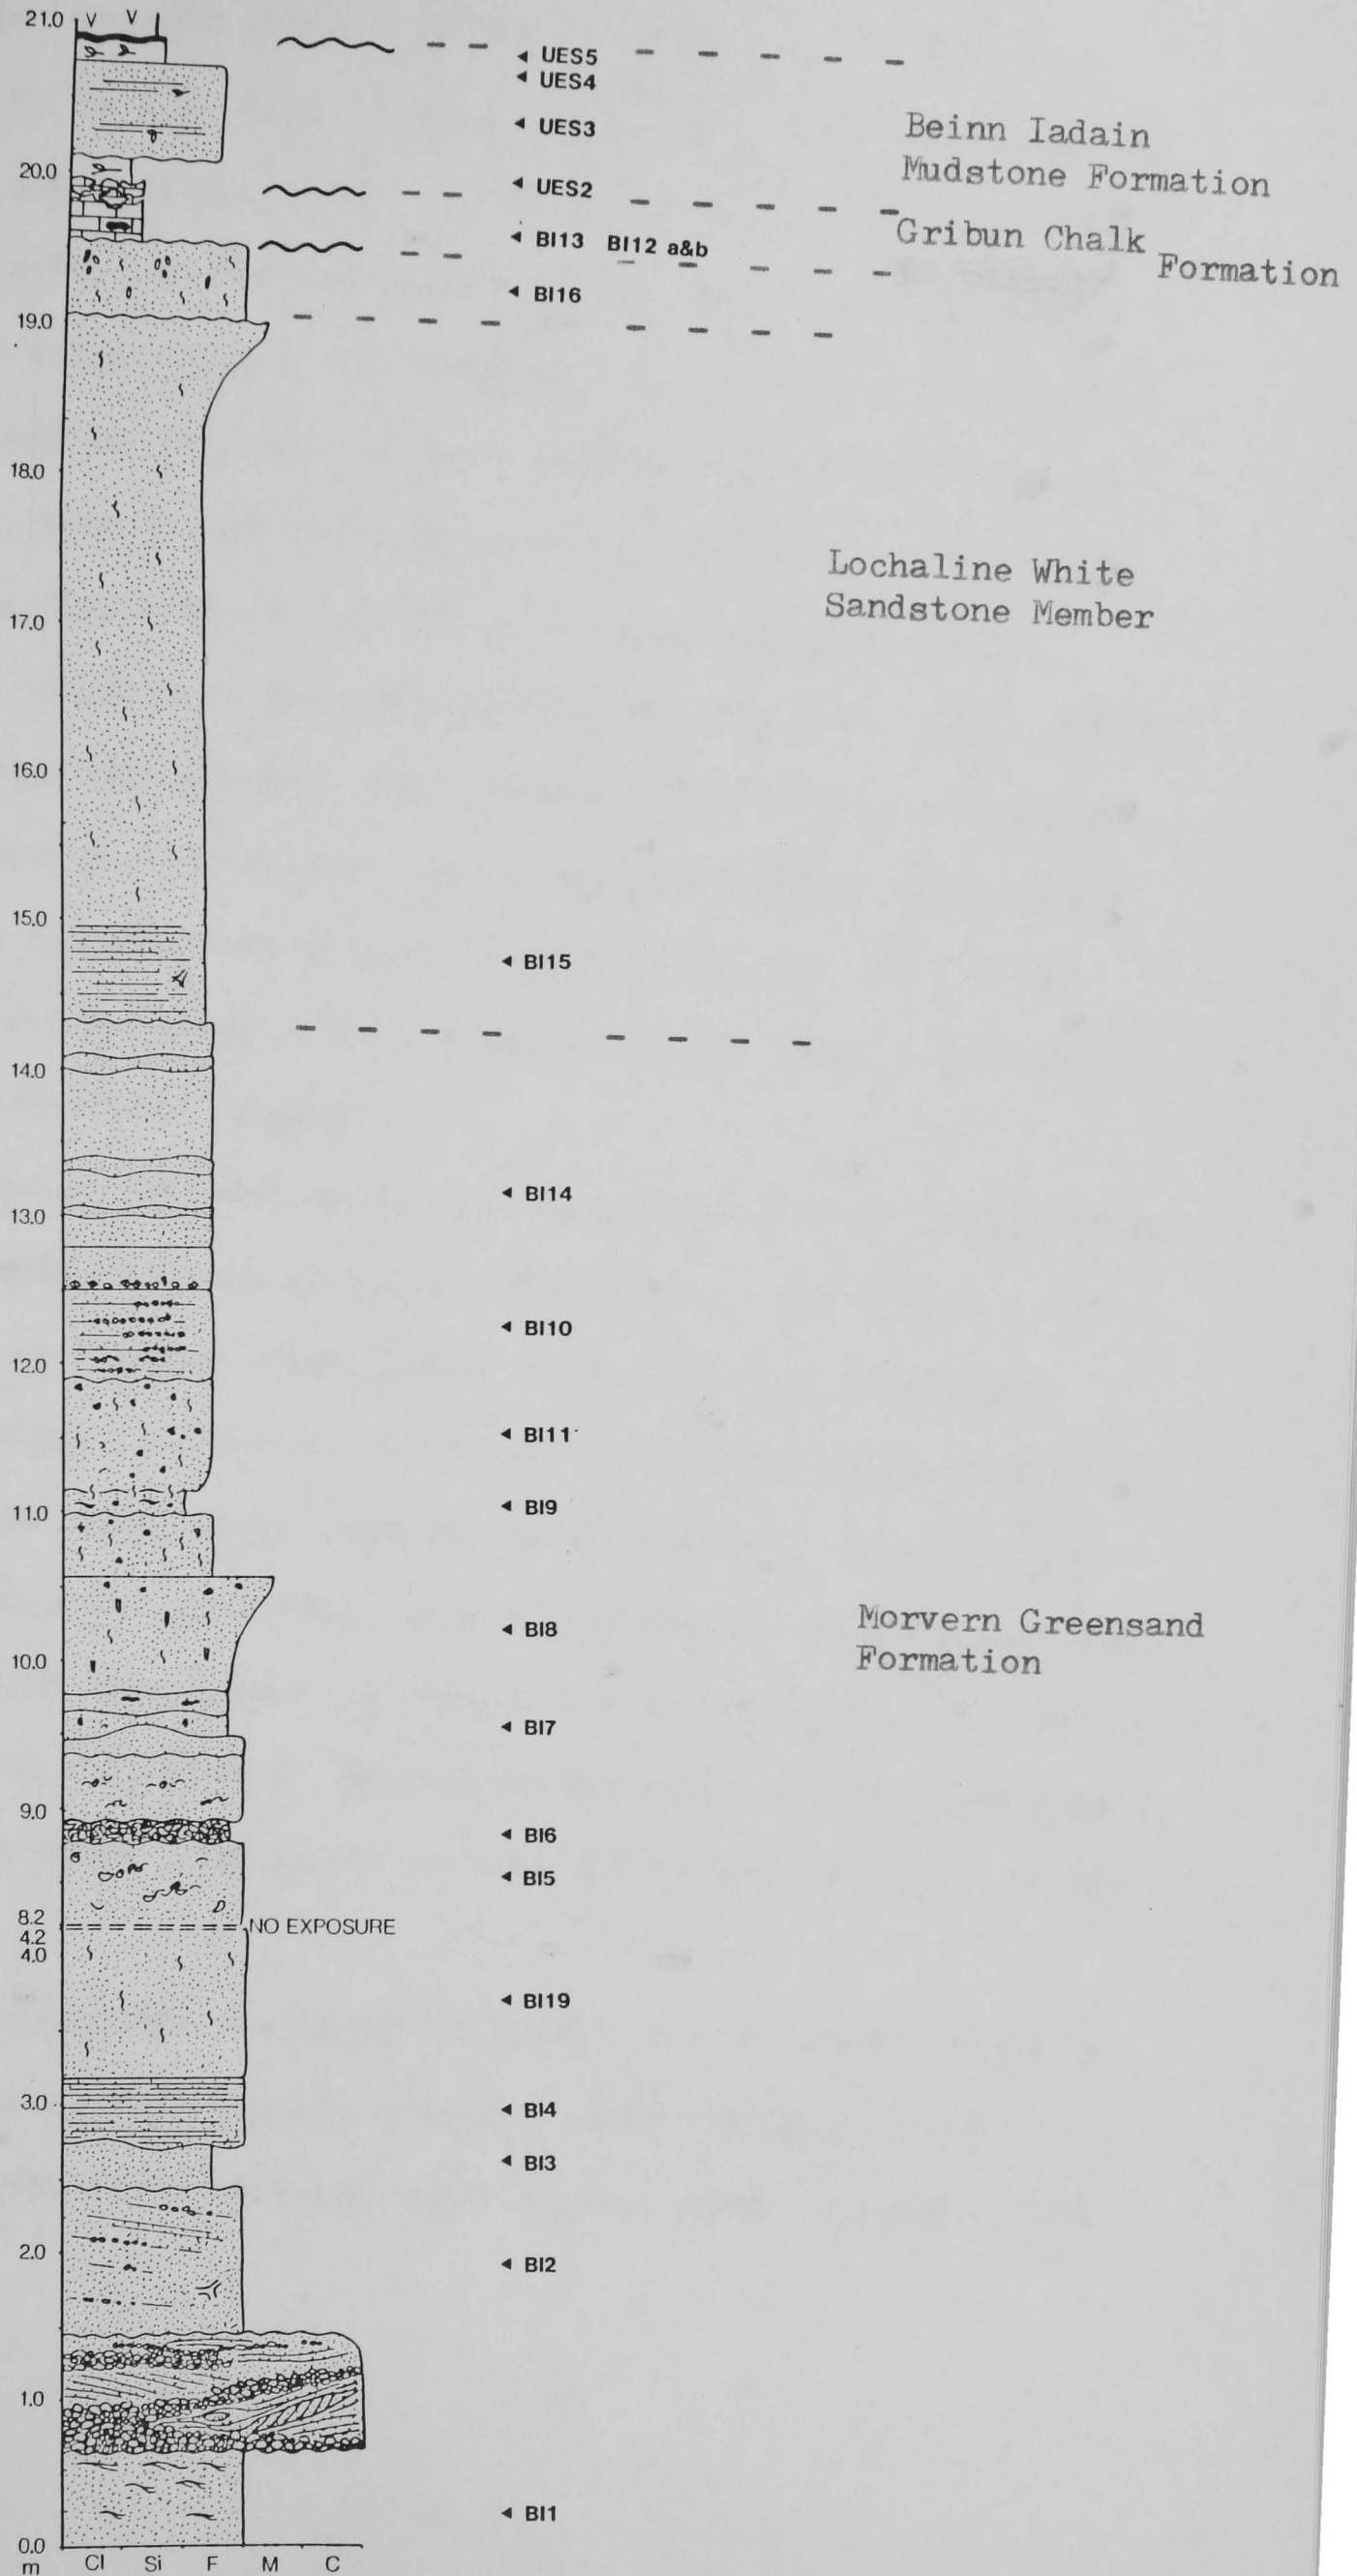 21.0 V V
UES5
UES4
UES3
Beinn Iadain
Mudstone Formation
20.0
UES2
Gribun Chalk
Formation
BI13 BI12 a&b
BI16
19.0
18.0
Lochaline White
Sandstone Member
17.0
16.0
15.0
BI15
14.0
BI14
13.0
BI10
12.0
BI11
BI9
11.0
BI8
Morvern Greensand
Formation
10.0
BI7
9.0
BI6
BI5
8.2
NO EXPOSURE
4.2
4.0
BI19
3.0
BI4
BI3
2.0
BI2
1.0
BI1
0.0
m Cl Si F M C